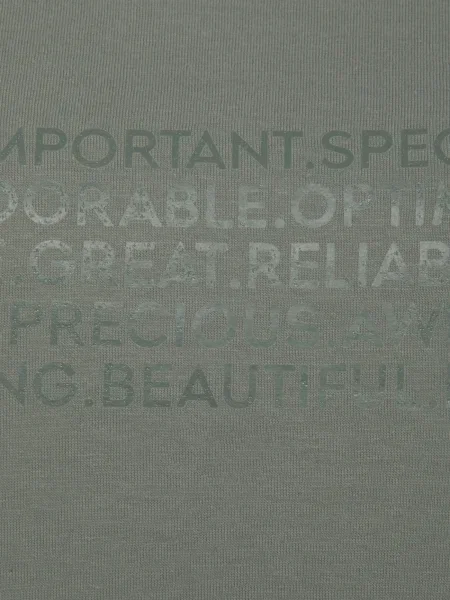 MPORTANT.SPEC
DORABLE.OPTIM
.GREAT.RELIAB
PRECIOUS.AW
NG.BEAUTIFUL.